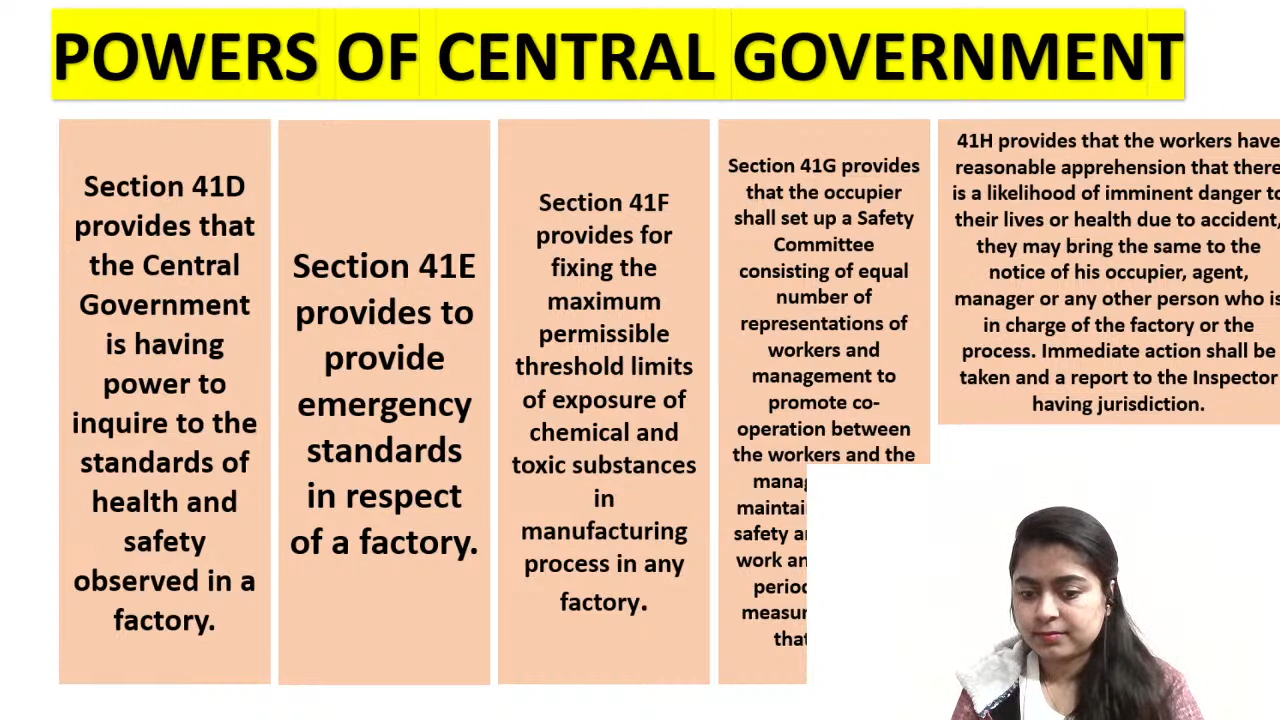 POWERS OF CENTRAL GOVERNMENT
Section 41D
provides that
the Central
Government
is having
power to
inquire to the
standards of
health and
safety
observed in a
factory.
Section 41E
provides to
provide
emergency
standards
in respect
of a factory.
Section 41F
provides for
fixing the
maximum
permissible
threshold limits
of exposure of
chemical and
toxic substances
in
manufacturing
process in any
factory.
Section 41G provides
that the occupier
shall set up a Safety
Committee
consisting of equal
number of
representations of
workers and
management to
promote co-
operation between
the workers and the
safety
work
that
41H provides that the workers have
reasonable apprehension that there
is a likelihood of imminent danger to
their lives or health due to accident,
they may bring the same to the
notice of his occupier, agent,
manager or any other person who is
in charge of the factory or the
process. Immediate action shall be
taken and a report to the Inspector
having jurisdiction.